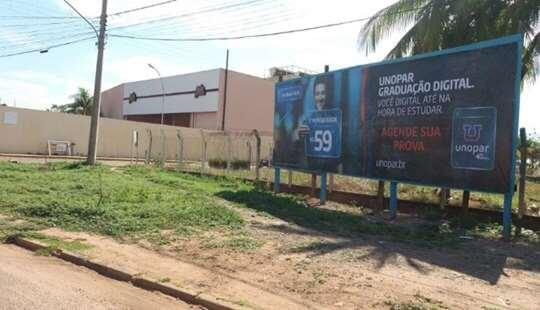 UNOPAR
GRADUAÇÃO DIGITAL
VOCÊ DIGITAL ATÉ NA
HORA DE ESTUDAR
AGENDE SUA
PROVA
unopar.br
59
unopar